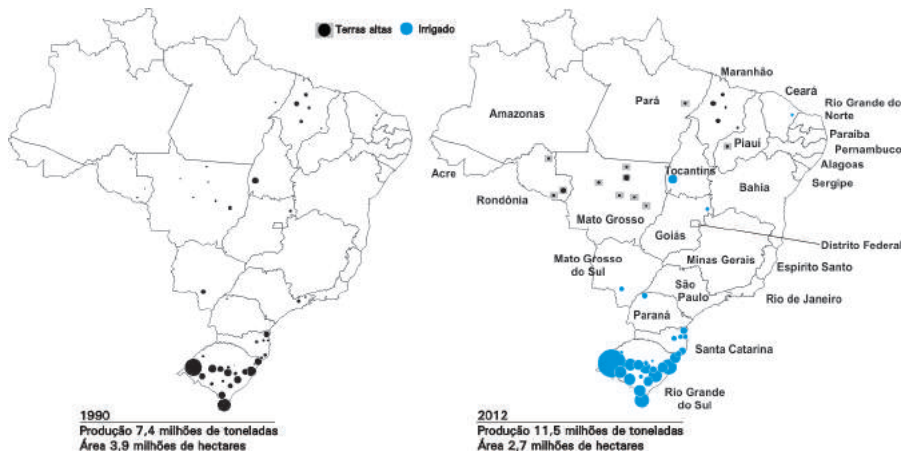 Terras altas
Irrigado
Maranhão
Ceará
Rio Grande do
Norte
Paraíba
Pernambuco
Alagoas
Sergipe
Amazonas
Pará
Piauí
Acre
Tocantins
Bahia
Rondônia
Mato Grosso
Goiás
Distrito Federal
Mato Grosso
do Sul
Minas Gerais
Espirito Santo
São
Paulo
Rio de Janeiro
Paraná
Santa Catarina
Rio Grande
do Sul
1990
Produção 7,4 milhões de toneladas
Área 3,9 milhões de hectares
2012
Produção 11,5 milhões de toneladas
Área 2,7 milhões de hectares